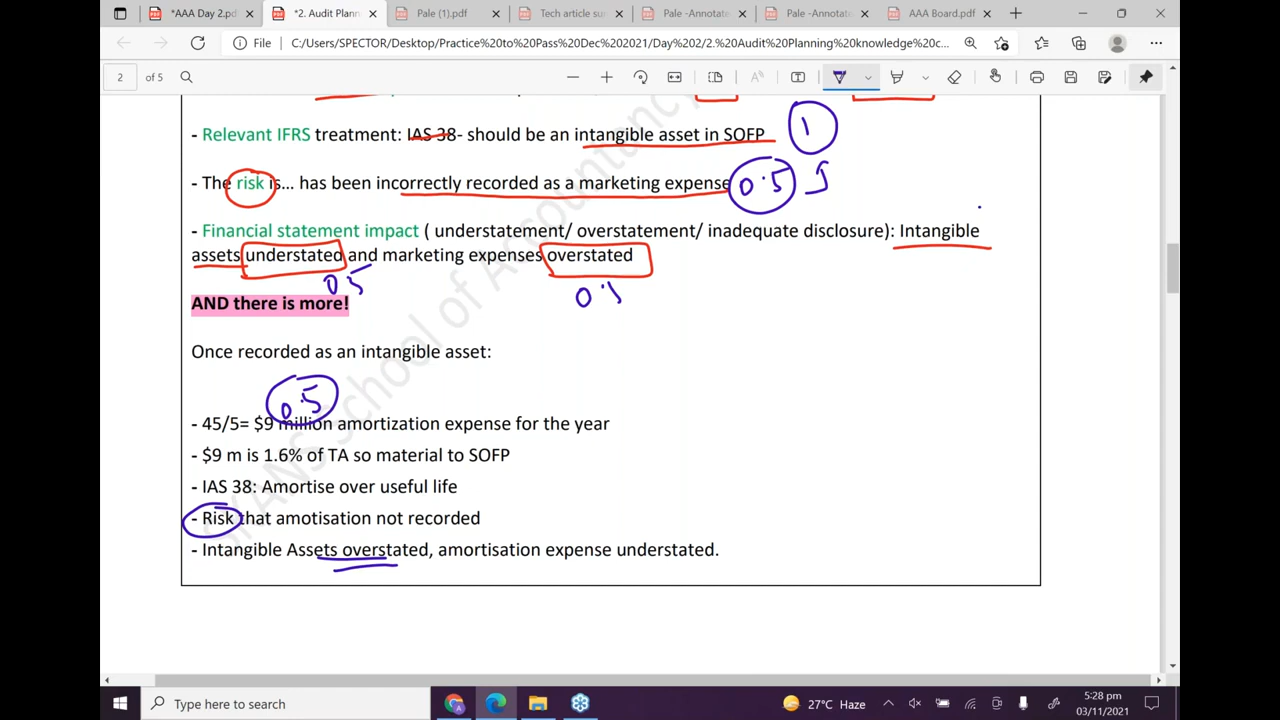 *AAA Day 2.pd
*2. Audit Plann
Pale (1).pdf
Tech article sum
Pale -Annotate
Pale -Annotate
AAA Board.pdf
File
C:/Users/SPECTOR/Desktop/Practice%20to%20Pass%20Dec%202021/Day%202/2.%20Audit%20Planning%20knowledge%20c...
2
of 5
- Relevant IFRS treatment: IAS 38- should be an intangible asset in SOFP
1
- The risk is... has been incorrectly recorded as a marketing expense
0.5
- Financial statement impact ( understatement/ overstatement/ inadequate disclosure): Intangible
assets understated and marketing expenses overstated
0.5
AND there is more!
Once recorded as an intangible asset:
0.5
- 45/5= $9 million amortization expense for the year
- $9 m is 1.6% of TA so material to SOFP
- IAS 38: Amortise over useful life
- Risk that amotisation not recorded
- Intangible Assets overstated, amortisation expense understated.
School of Accountancy
Type here to search
27°C Haze
5:28 pm
03/11/2021